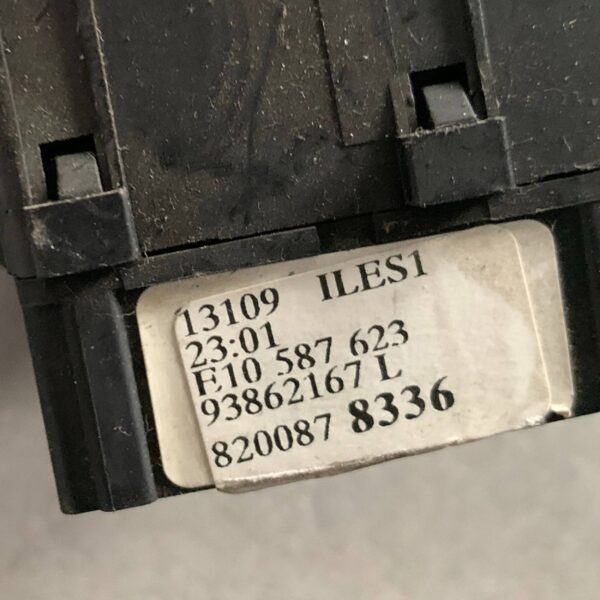 13109 ILES1
23:01
E10 587 623
93862167 L
820087 8336